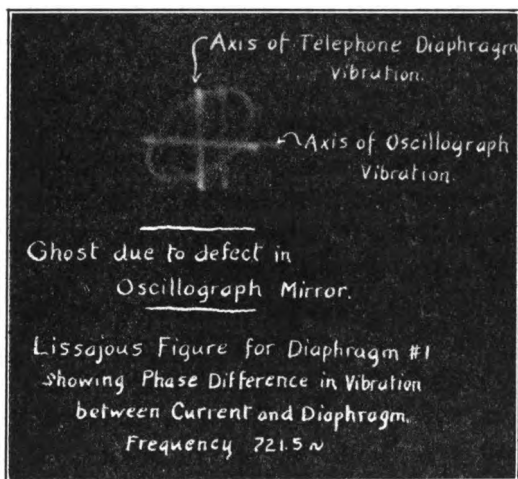 Axis of Telephone Diaphragm
Vibration.
Axis of Oscillograph
Vibration.
Ghost due to defect in
Oscillograph Mirror.
Lissajous Figure for Diaphragm #1
showing Phase Difference in Vibration
between Current and Diaphragm.
Frequency 721.5 ~